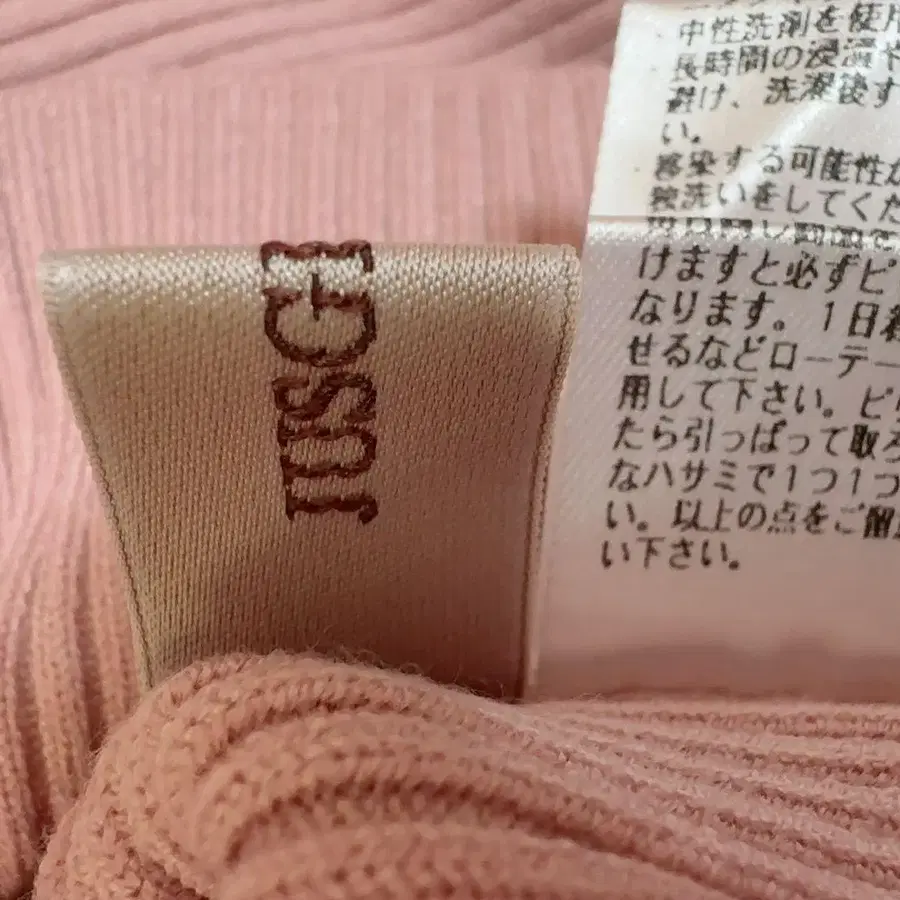 JUSGL
中性洗剤を使用
長時間の浸漬や
避け、洗濯後す
い。
移染する可能性が
洗いをしてくだ
けますと必ずピ
なります。1日着
せるなどローテー
用して下さい。ピ
たら引っぱって取
なハサミで1つ1つ
い。以上の点をご留
い下さい。